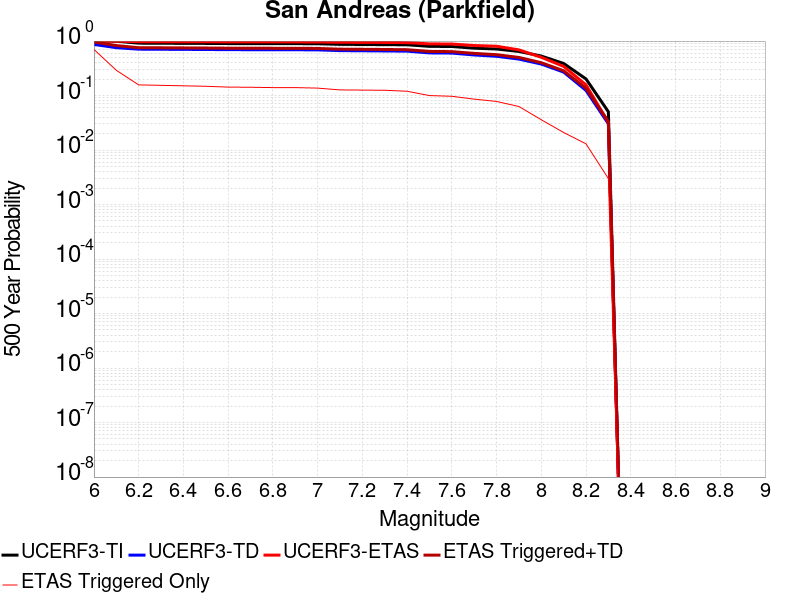 San Andreas (Parkfield)
10^0
10^-1
10^-2
10^-3
10^-4
10^-5
10^-6
10^-7
10^-8
500 Year Probability
6 6.2 6.4 6.6 6.8 7 7.2 7.4 7.6 7.8 8 8.2 8.4 8.6 8.8 9
Magnitude
UCERF3-TI UCERF3-TD UCERF3-ETAS ETAS Triggered+TD
ETAS Triggered Only